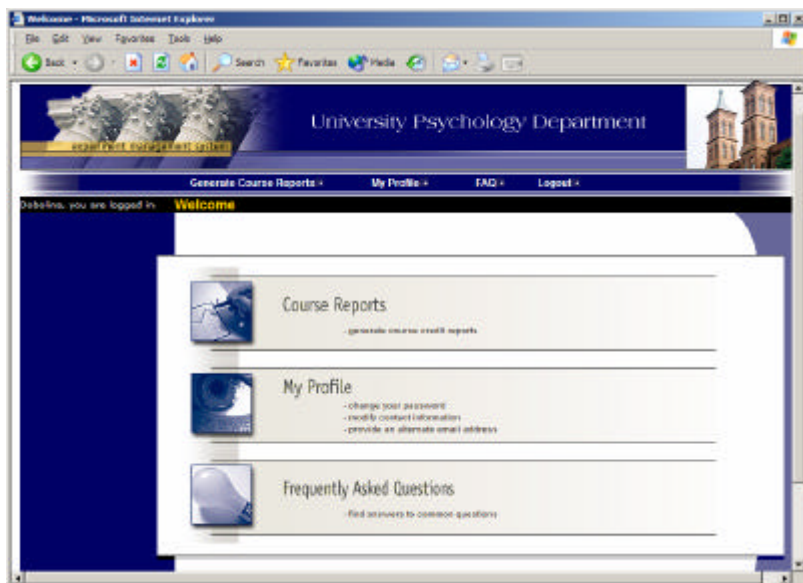 Welcome - Microsoft Internet Explorer
File Edit View Favorites Tools Help
Back Search Favorites Media
University Psychology Department
experiment management system
Generate Course Reports My Profile FAQ Logout
Dobolina, you are logged in Welcome
Course Reports
- generate course credit reports
My Profile
- change your password
- modify contact information
- provide an alternate email address
Frequently Asked Questions
- find answers to common questions